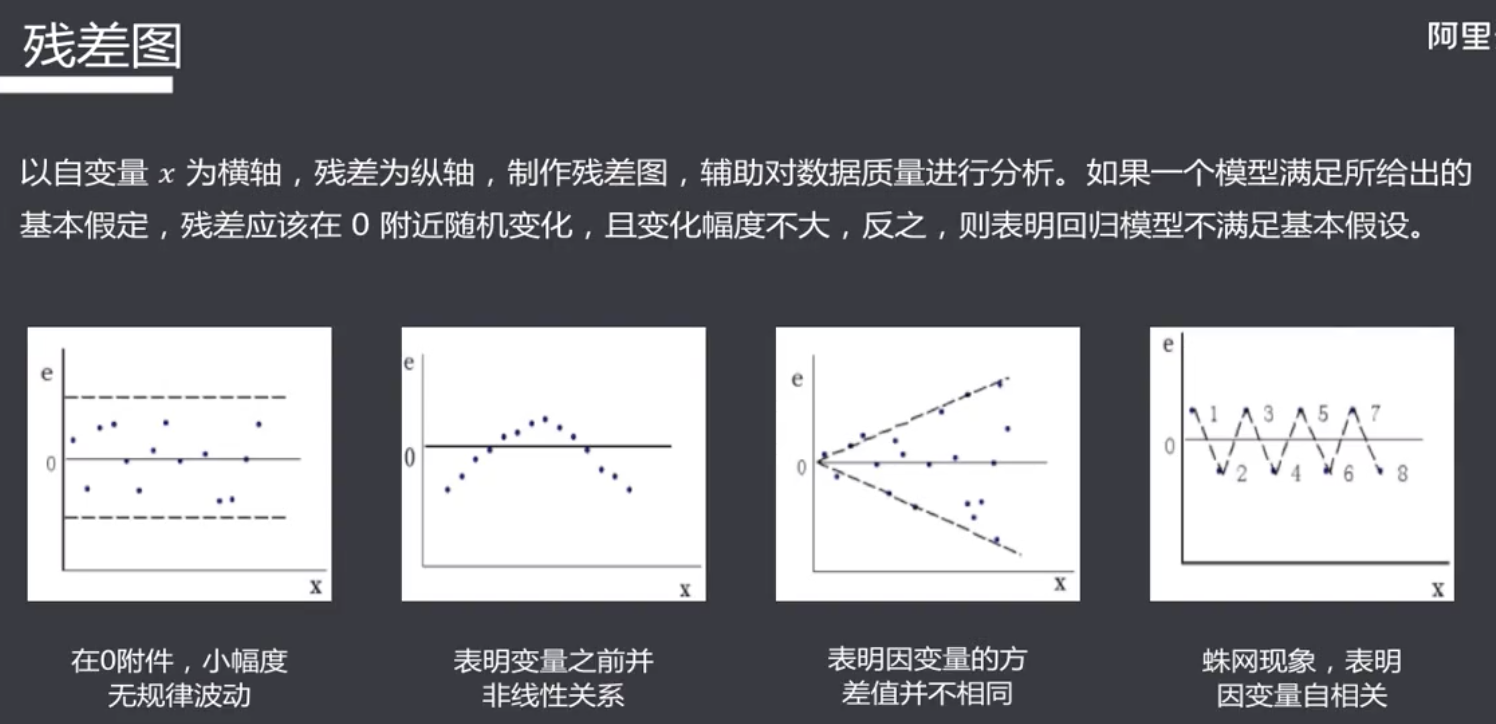 残差图
阿里
以自变量 x 为横轴，残差为纵轴，制作残差图，辅助对数据质量进行分析。如果一个模型满足所给出的
基本假定，残差应该在 0 附近随机变化，且变化幅度不大，反之，则表明回归模型不满足基本假设。
e
0
x
e
0
x
e
0
x
e
0
1 3 5 7
2 4 6 8
x
在0附件，小幅度
无规律波动
表明变量之前并
非线性关系
表明因变量的方
差值并不相同
蛛网现象，表明
因变量自相关